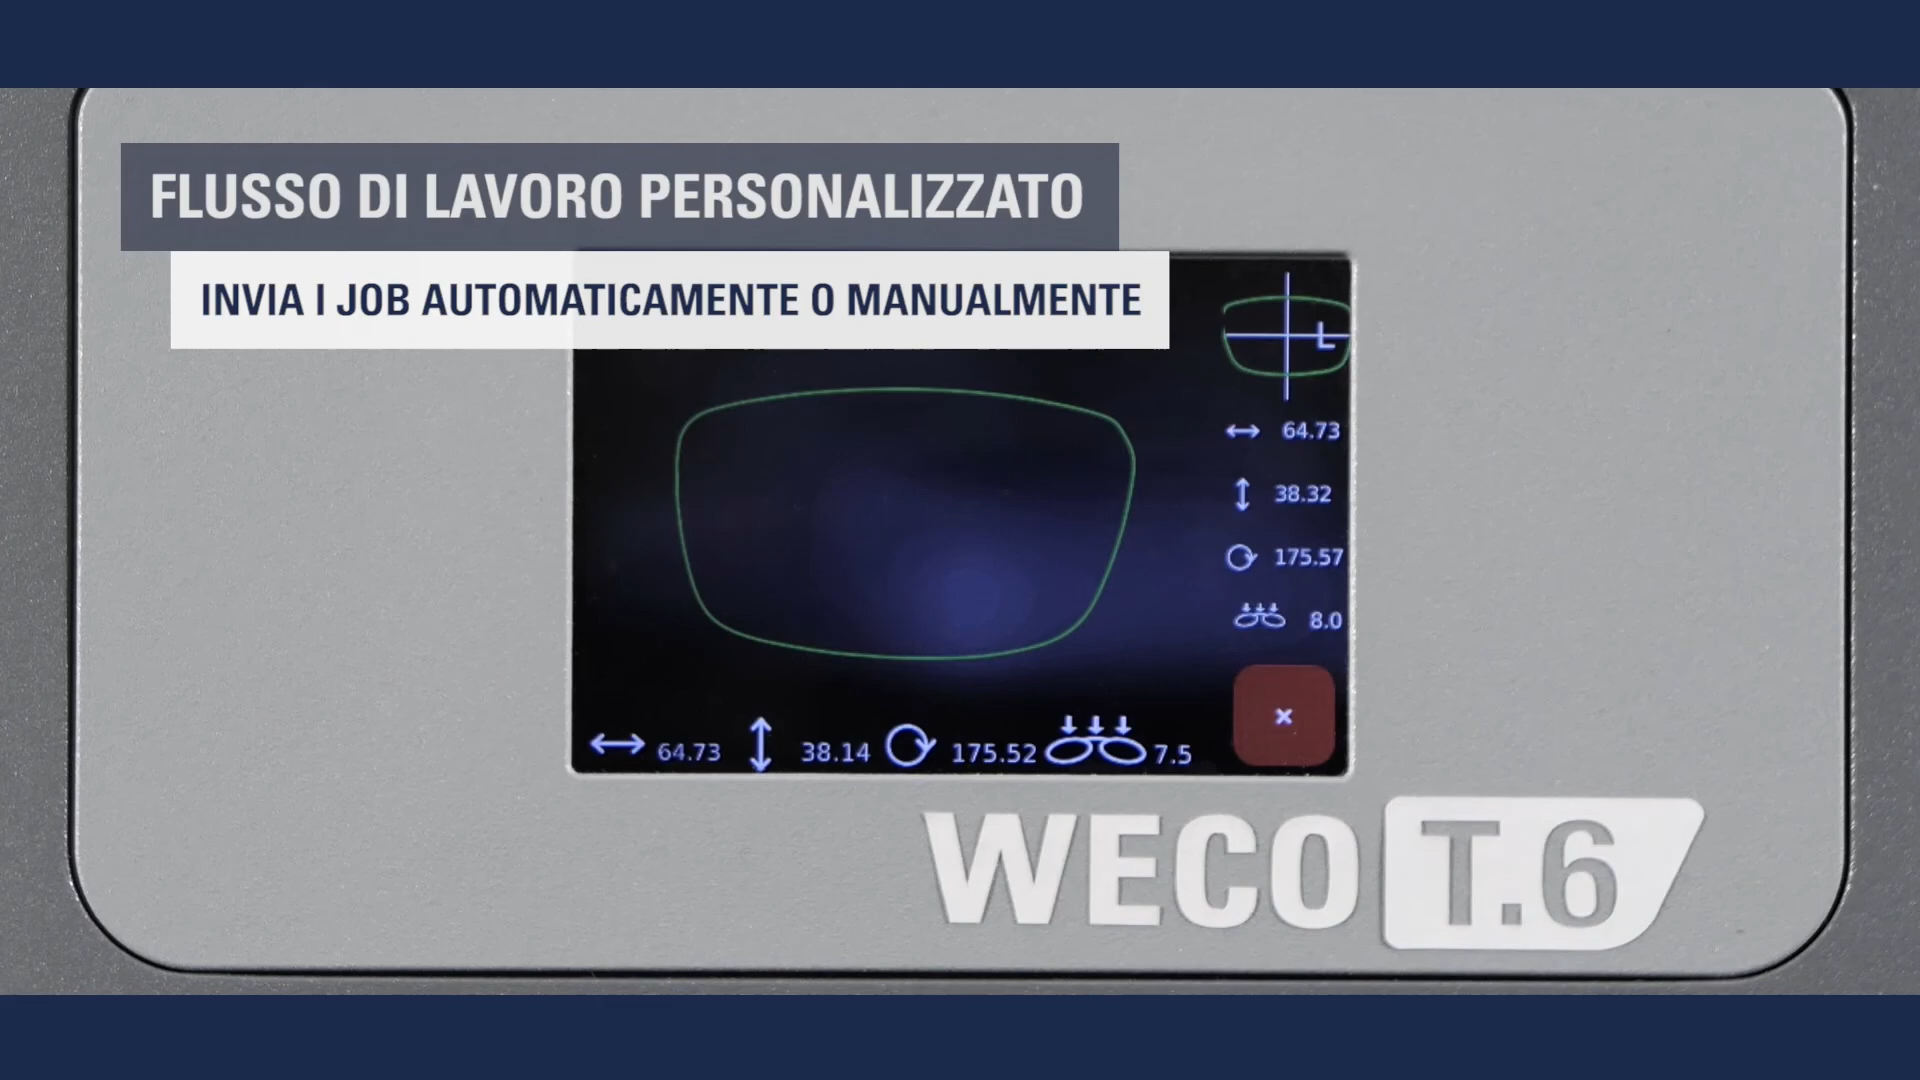 FLUSSO DI LAVORO PERSONALIZZATO
INVIA I JOB AUTOMATICAMENTE O MANUALMENTE
L
64.73
38.32
175.57
8.0
×
64.73 38.14 175.52 7.5
WECO T.6